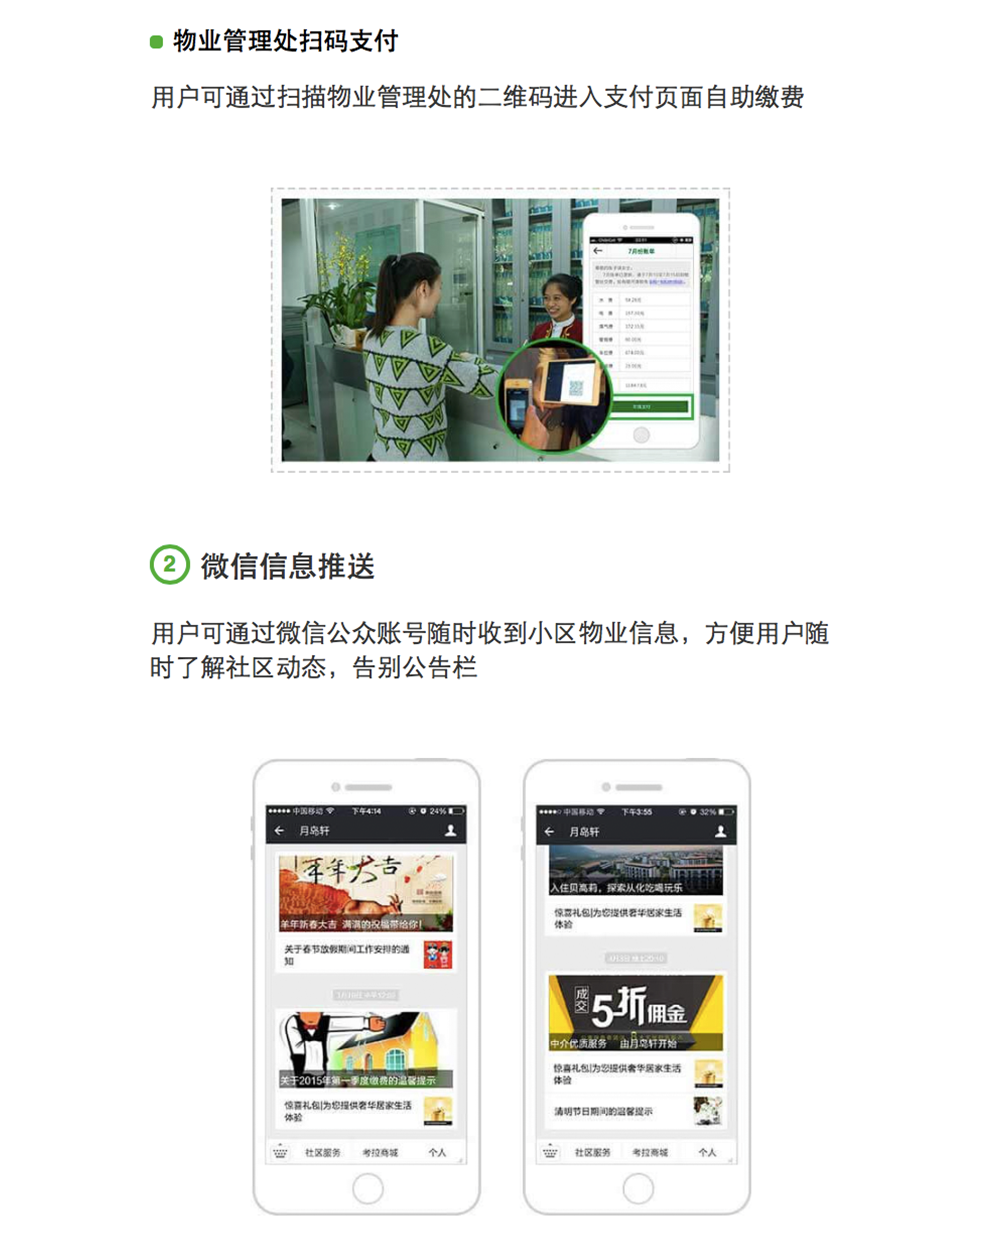 物业管理处扫码支付
用户可通过扫描物业管理处的二维码进入支付页面自助缴费
7月份账单
水 费
电 费
燃气费
管理费
2
微信信息推送
用户可通过微信公众账号随时收到小区物业信息，方便用户随
时了解社区动态，告别公告栏
中国移动 下午4:14 24%
月岛轩
羊年大吉
羊年新春大吉 满满的祝福带给你！
关于春节放假期间工作安排的通
知
关于2015年第一季度缴费的温馨提示
惊喜礼包|为您提供奢华居家生活
体验
社区服务 考拉商城 个人
中国移动 下午3:55 32%
月岛轩
入住贝高莉，探索从化吃喝玩乐
惊喜礼包|为您提供奢华居家生活
体验
成交 5折佣金
中介优质服务 由月岛轩开始
惊喜礼包|为您提供奢华居家生活
体验
清明节日期间的温馨提示
社区服务 考拉商城 个人